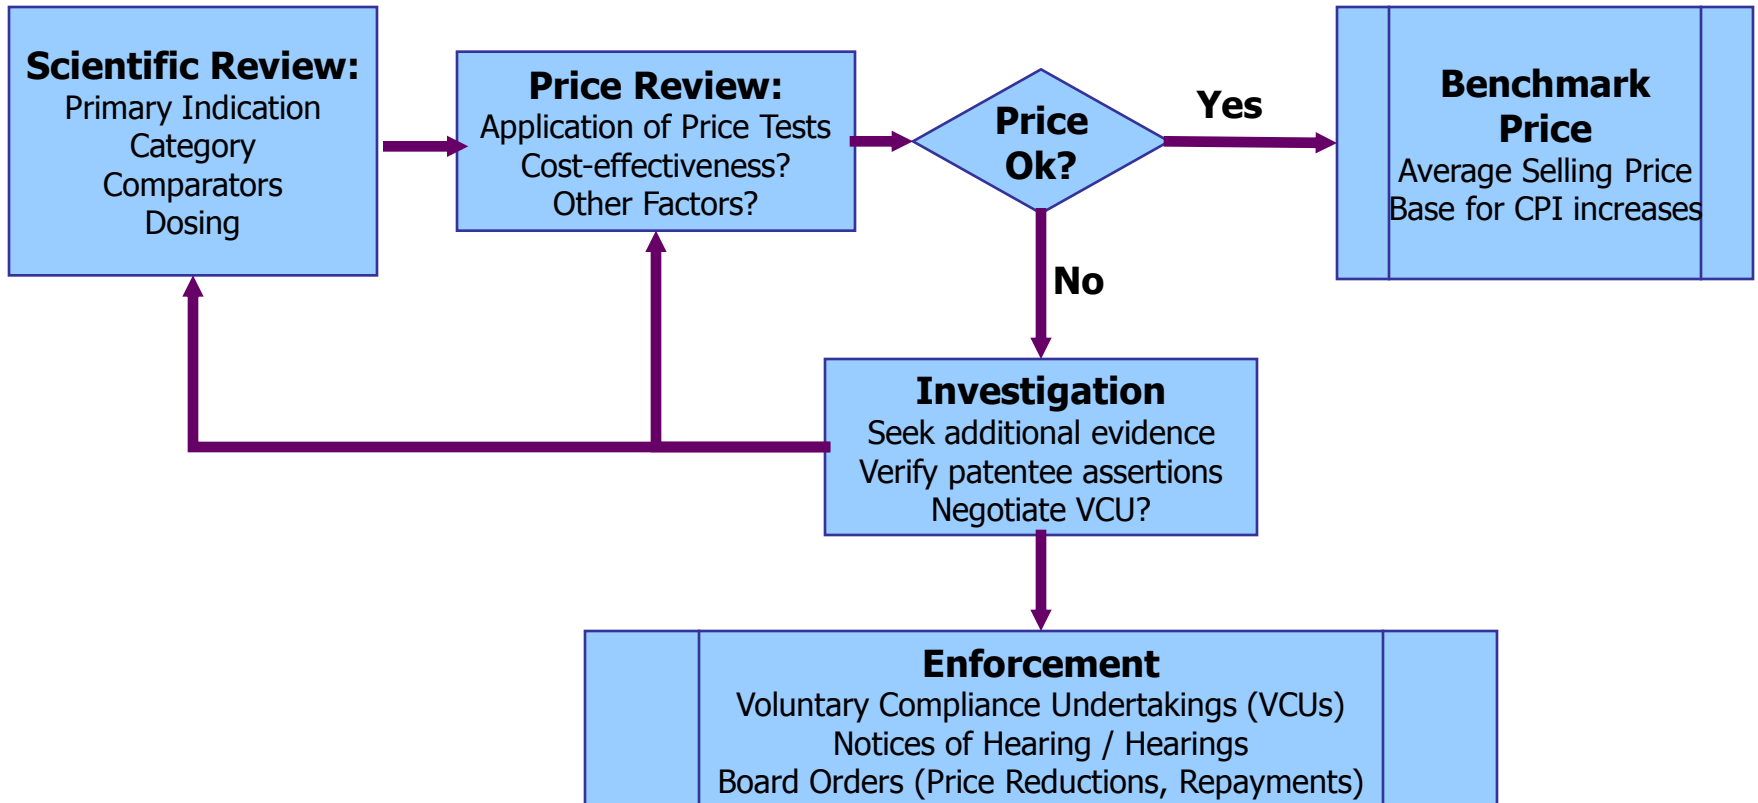 Scientific Review:
Primary Indication
Category
Comparators
Dosing
Price Review:
Application of Price Tests
Cost-effectiveness?
Other Factors?
Price
Ok?
Yes
Benchmark
Price
Average Selling Price
Base for CPI increases
No
Investigation
Seek additional evidence
Verify patentee assertions
Negotiate VCU?
Enforcement
Voluntary Compliance Undertakings (VCUs)
Notices of Hearing / Hearings
Board Orders (Price Reductions, Repayments)